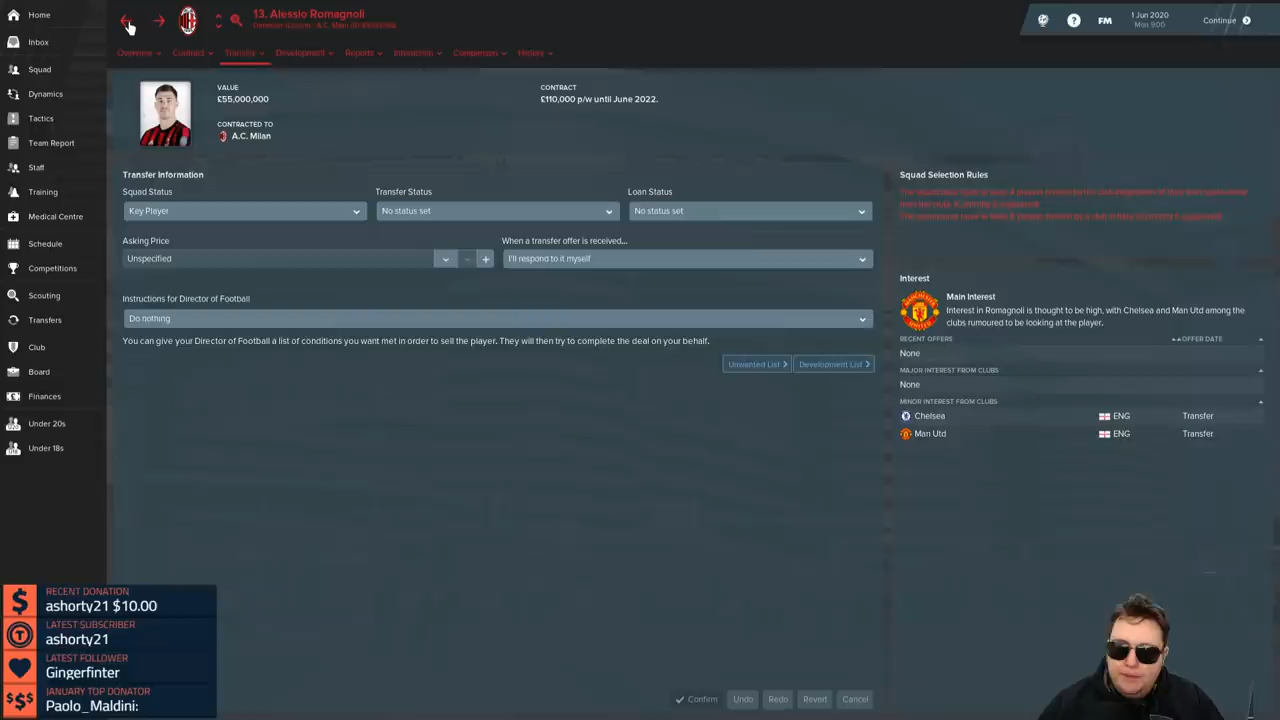 Home
Inbox
Squad
Dynamics
Tactics
Team Report
Staff
Training
Medical Centre
Schedule
Competitions
Scouting
Transfers
Club
Board
Finances
Under 20s
Under 18s
13. Alessio Romagnoli
FM
1 Jun 2020
Mon 9:00
Continue
Overview
Contract
Transfer
Development
Reports
Interaction
Comparison
History
VALUE
£55,000,000
CONTRACT
£110,000 p/w until June 2022.
CONTRACTED TO
A.C. Milan
Transfer Information
Squad Status
Transfer Status
Loan Status
Key Player
No status set
No status set
Asking Price
When a transfer offer is received...
Unspecified
I'll respond to it myself
Instructions for Director of Football
Do nothing
You can give your Director of Football a list of conditions you want met in order to sell the player. They will then try to complete the deal on your behalf.
Unwanted List
Development List
Squad Selection Rules
Interest
Main Interest
Interest in Romagnoli is thought to be high, with Chelsea and Man Utd among the
clubs rumoured to be looking at the player.
RECENT OFFERS
OFFER DATE
None
MAJOR INTEREST FROM CLUBS
None
MINOR INTEREST FROM CLUBS
Chelsea ENG Transfer
Man Utd ENG Transfer
Confirm
Undo
Redo
Revert
Cancel
RECENT DONATION
ashorty21 $10.00
LATEST SUBSCRIBER
ashorty21
LATEST FOLLOWER
Gingerfinter
JANUARY TOP DONATOR
Paolo_Maldini: